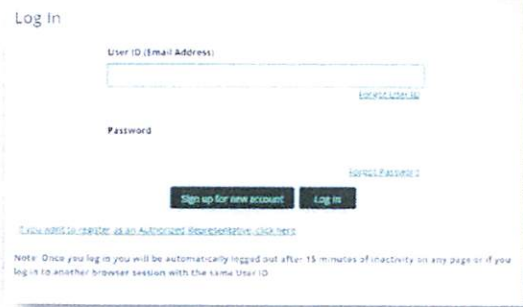 Log In
User ID (Email Address)
Forgot User ID
Password
Forgot Password
Sign up for new account
Log In
If you want to register as an Authorized Representative, click here
Note: Once you log in you will be automatically logged out after 15 minutes of inactivity on any page or if you
log in to another browser session with the same User ID